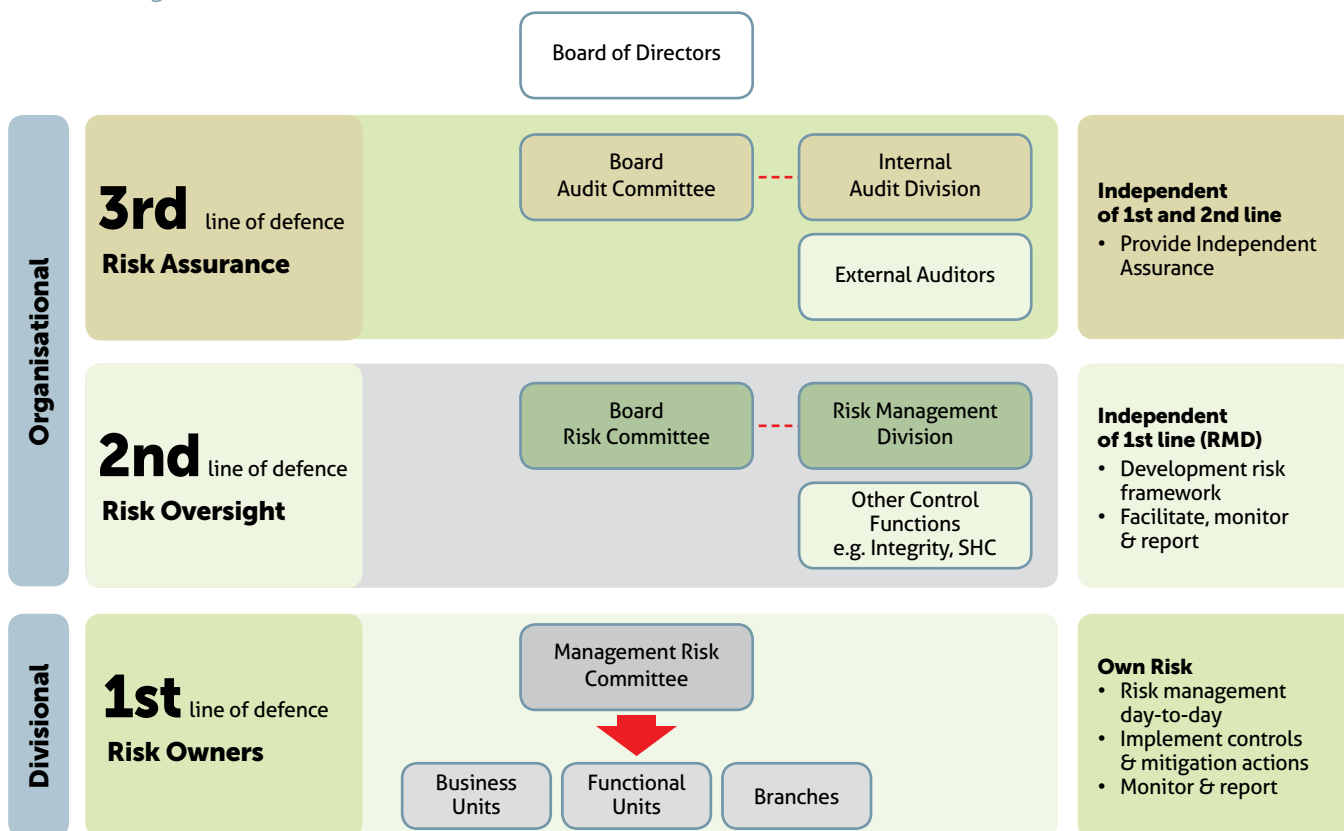 Board of Directors
Organisational
3rd line of defence
Risk Assurance
Board
Audit Committee
Internal
Audit Division
External Auditors
Independent
of 1st and 2nd line
• Provide Independent
Assurance
2nd line of defence
Risk Oversight
Board
Risk Committee
Risk Management
Division
Other Control
Functions
e.g. Integrity, SHC
Independent
of 1st line (RMD)
• Development risk
framework
• Facilitate, monitor
& report
Divisional
1st line of defence
Risk Owners
Management Risk
Committee
Business
Units
Functional
Units
Branches
Own Risk
• Risk management
day-to-day
• Implement controls
& mitigation actions
• Monitor & report